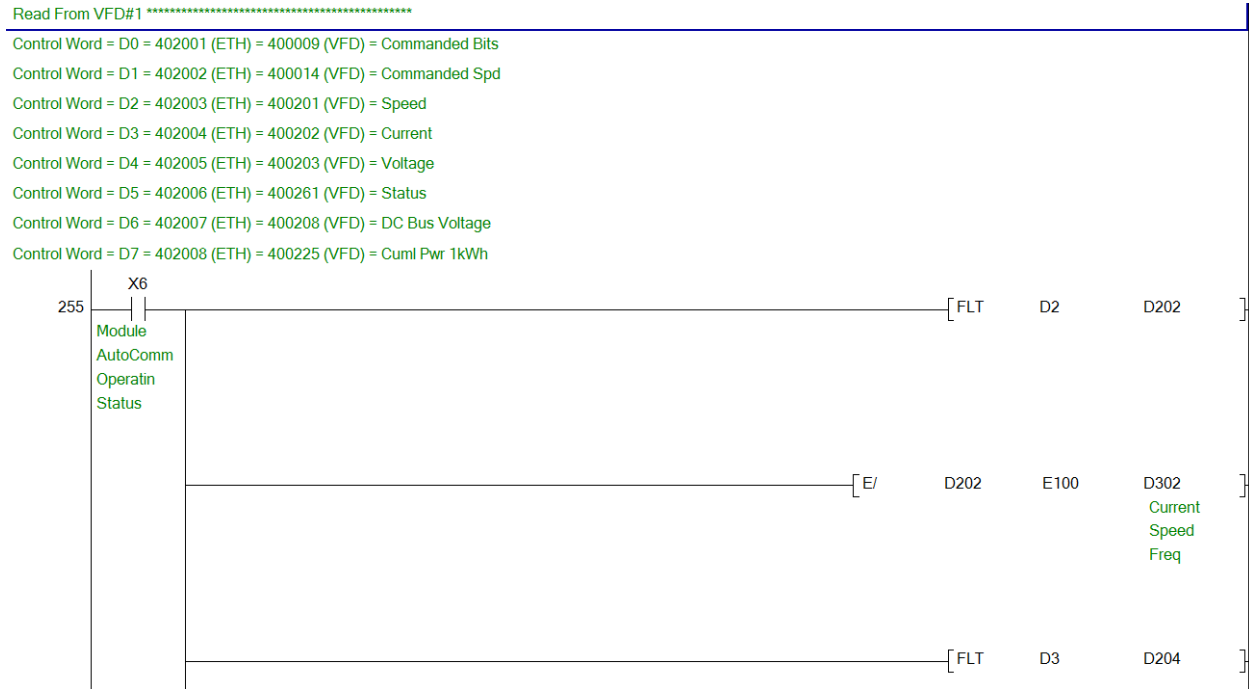 Read From VFD#1 **********************************************
Control Word = D0 = 402001 (ETH) = 400009 (VFD) = Commanded Bits
Control Word = D1 = 402002 (ETH) = 400014 (VFD) = Commanded Spd
Control Word = D2 = 402003 (ETH) = 400201 (VFD) = Speed
Control Word = D3 = 402004 (ETH) = 400202 (VFD) = Current
Control Word = D4 = 402005 (ETH) = 400203 (VFD) = Voltage
Control Word = D5 = 402006 (ETH) = 400261 (VFD) = Status
Control Word = D6 = 402007 (ETH) = 400208 (VFD) = DC Bus Voltage
Control Word = D7 = 402008 (ETH) = 400225 (VFD) = Cuml Pwr 1kWh
X6
255
FLT D2 D202
Module
AutoComm
Operatin
Status
E/ D202 E100 D302
Current
Speed
Freq
FLT D3 D204